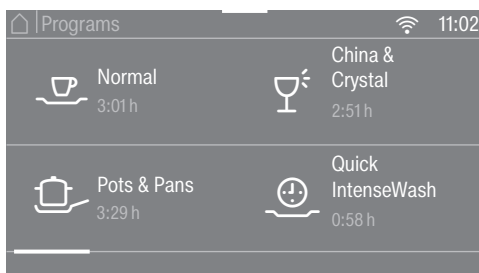 Programs
11:02
Normal
3:01 h
China &
Crystal
2:51 h
Pots & Pans
3:29 h
Quick
IntenseWash
0:58 h